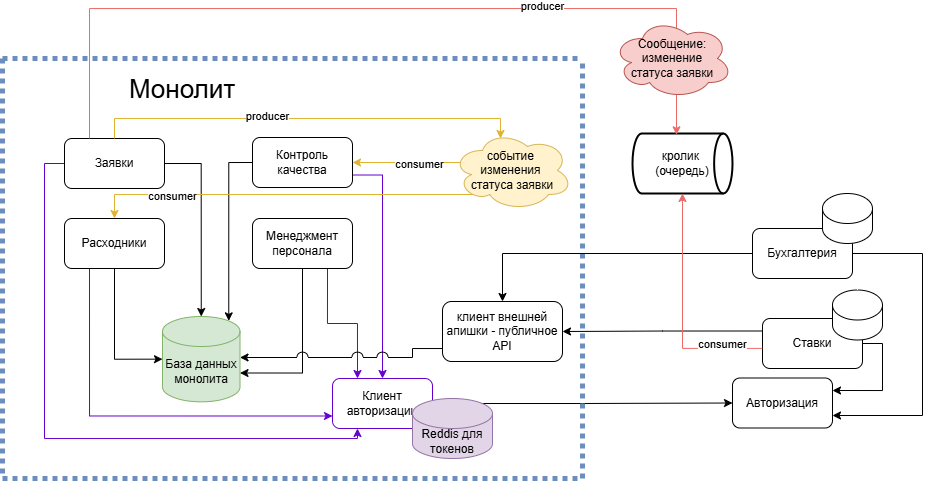 producer
Сообщение:
изменение
статуса заявки
Монолит
producer
Заявки
Контроль
качества
consumer
событие
изменения
статуса заявки
кролик
(очередь)
consumer
Расходники
Менеджмент
персонала
Бухгалтерия
клиент внешней
апишки - публичное
API
Ставки
consumer
База данных
монолита
Клиент
авторизации
Авторизация
Reddis для
токенов